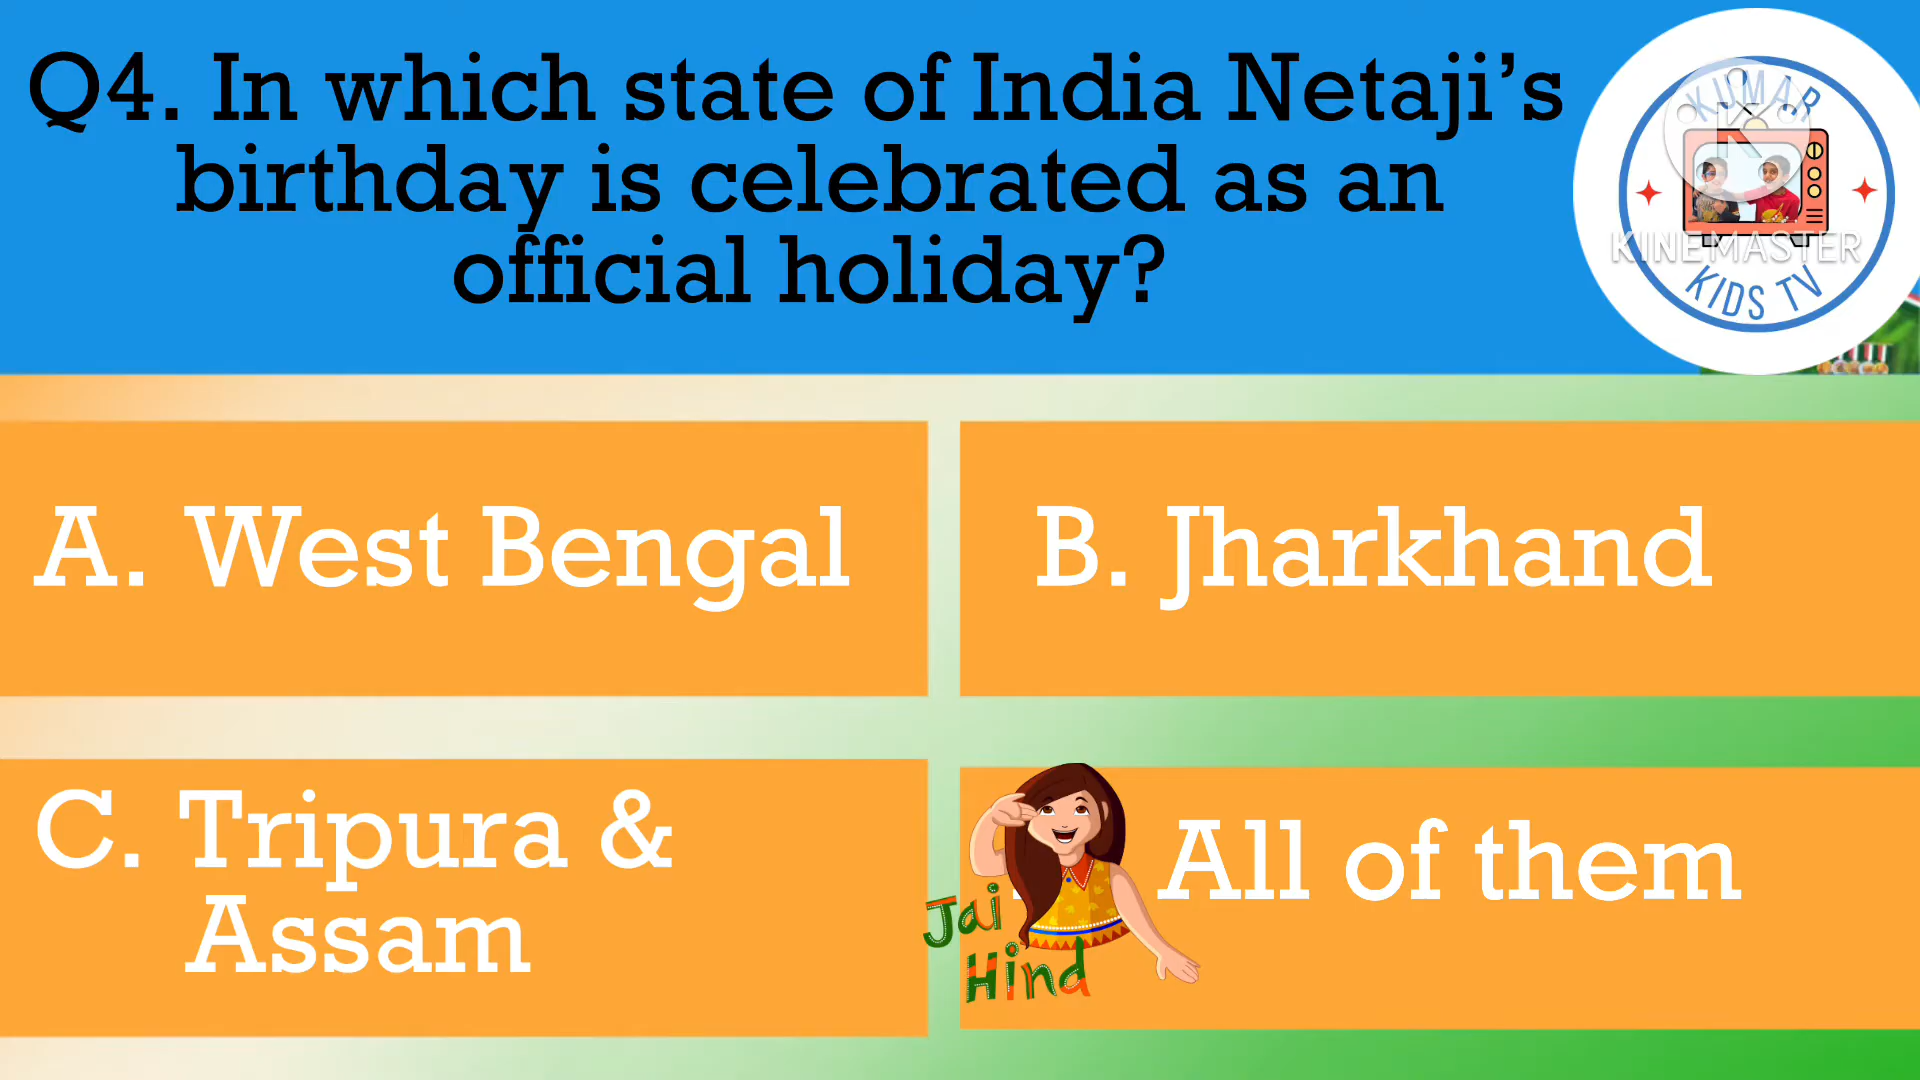 Q4. In which state of India Netaji’s
birthday is celebrated as an
official holiday?
KUMAR
K
KINEMASTER
KIDS TV
A. West Bengal
B. Jharkhand
C. Tripura &
Assam
All of them
Jai
Hind